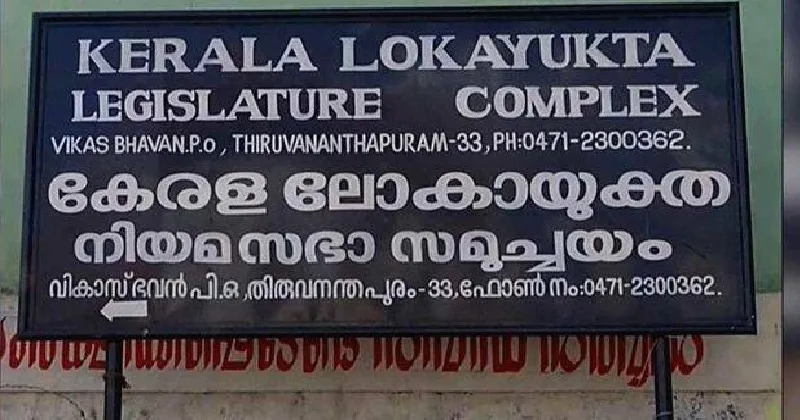 KERALA LOKAYUKTA
LEGISLATURE COMPLEX
VIKAS BHAVAN.P.O, THIRUVANANTHAPURAM-33, PH:0471-2300362.
കേരള ലോകായുക്ത
നിയമസഭാ സമുച്ചയം
വികാസ് ഭവൻ പി.ഒ, തിരുവനന്തപുരം-33, ഫോൺ നം:0471-2300362.